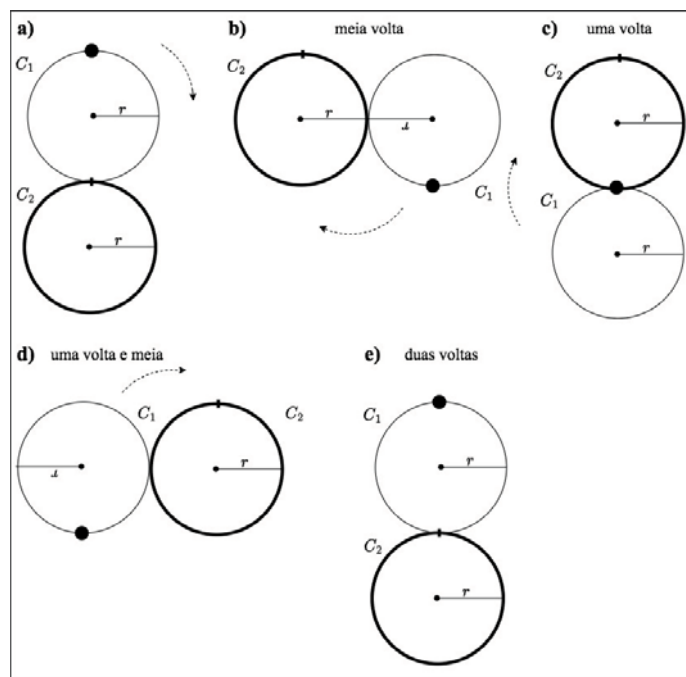 a)
C₁
r
C₂
r
b) meia volta
C₂
r
r
C₁
c) uma volta
C₂
r
C₁
r
d) uma volta e meia
C₁
C₂
r
r
e) duas voltas
C₁
r
C₂
r